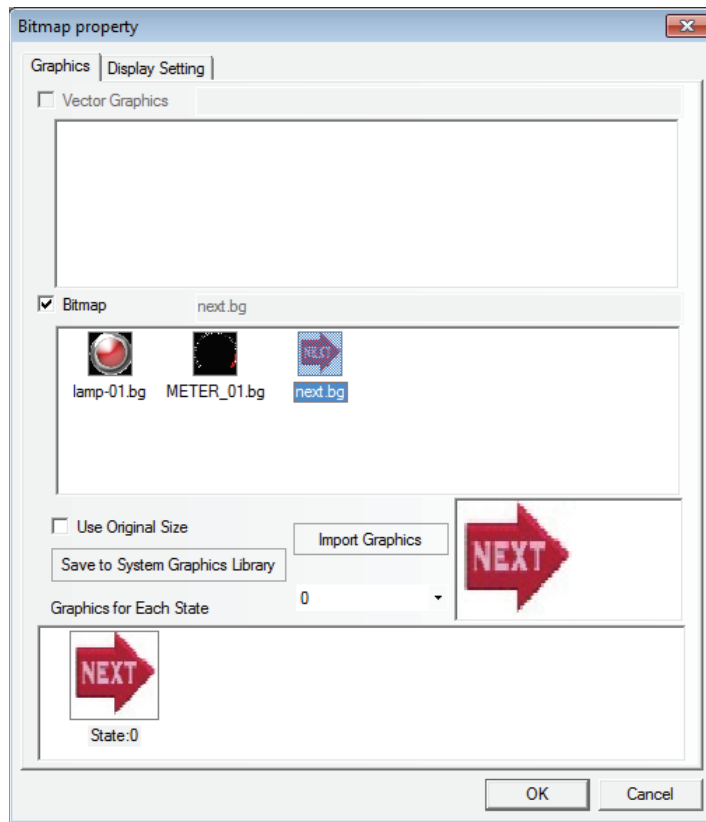 Bitmap property
Graphics Display Setting
Vector Graphics
Bitmap next.bg
NEXT
lamp-01.bg METER_01.bg next.bg
Use Original Size
Import Graphics
NEXT
Save to System Graphics Library
0
Graphics for Each State
NEXT
State:0
OK Cancel